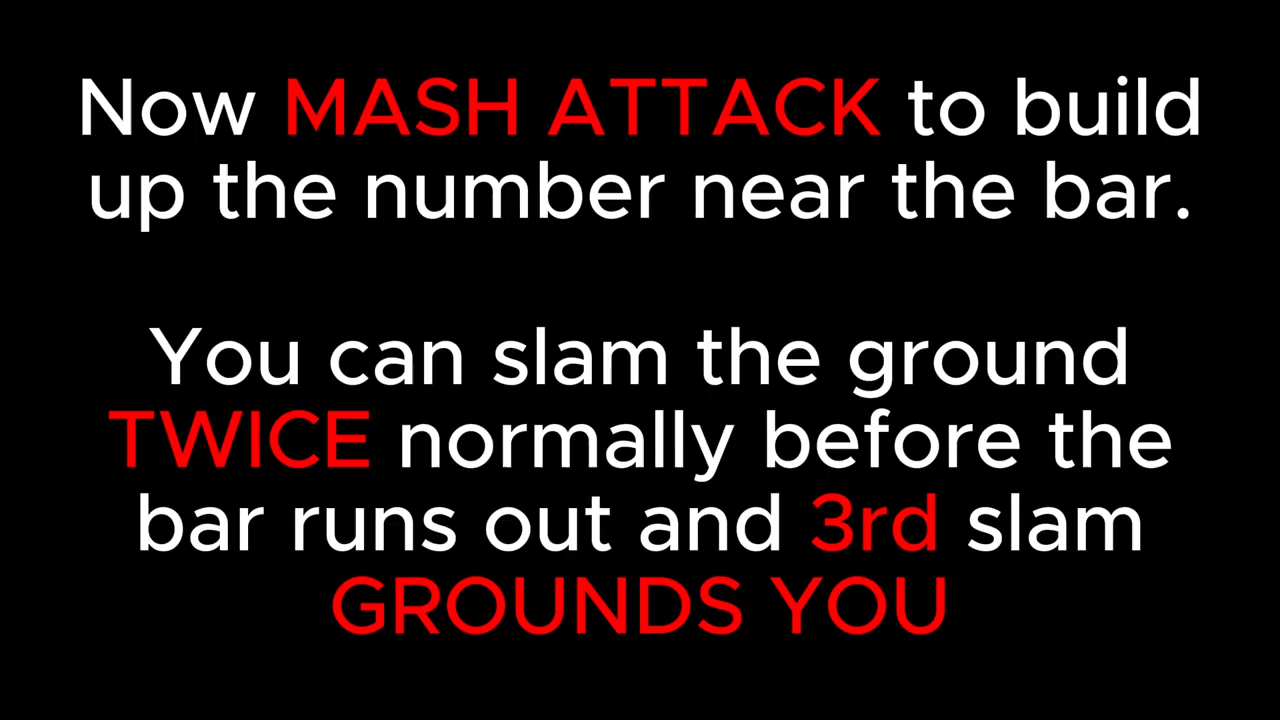 Now MASH ATTACK to build
up the number near the bar.
You can slam the ground
TWICE normally before the
bar runs out and 3rd slam
GROUNDS YOU